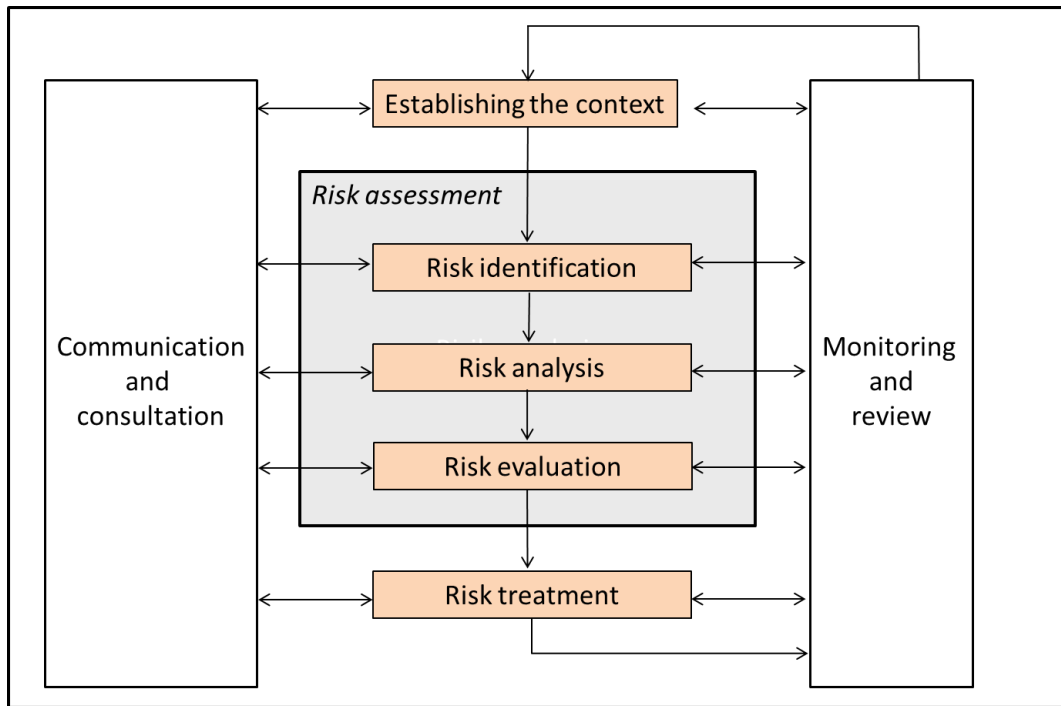 Establishing the context
Risk assessment
Risk identification
Communication
and
consultation
Risk analysis
Monitoring
and
review
Risk evaluation
Risk treatment